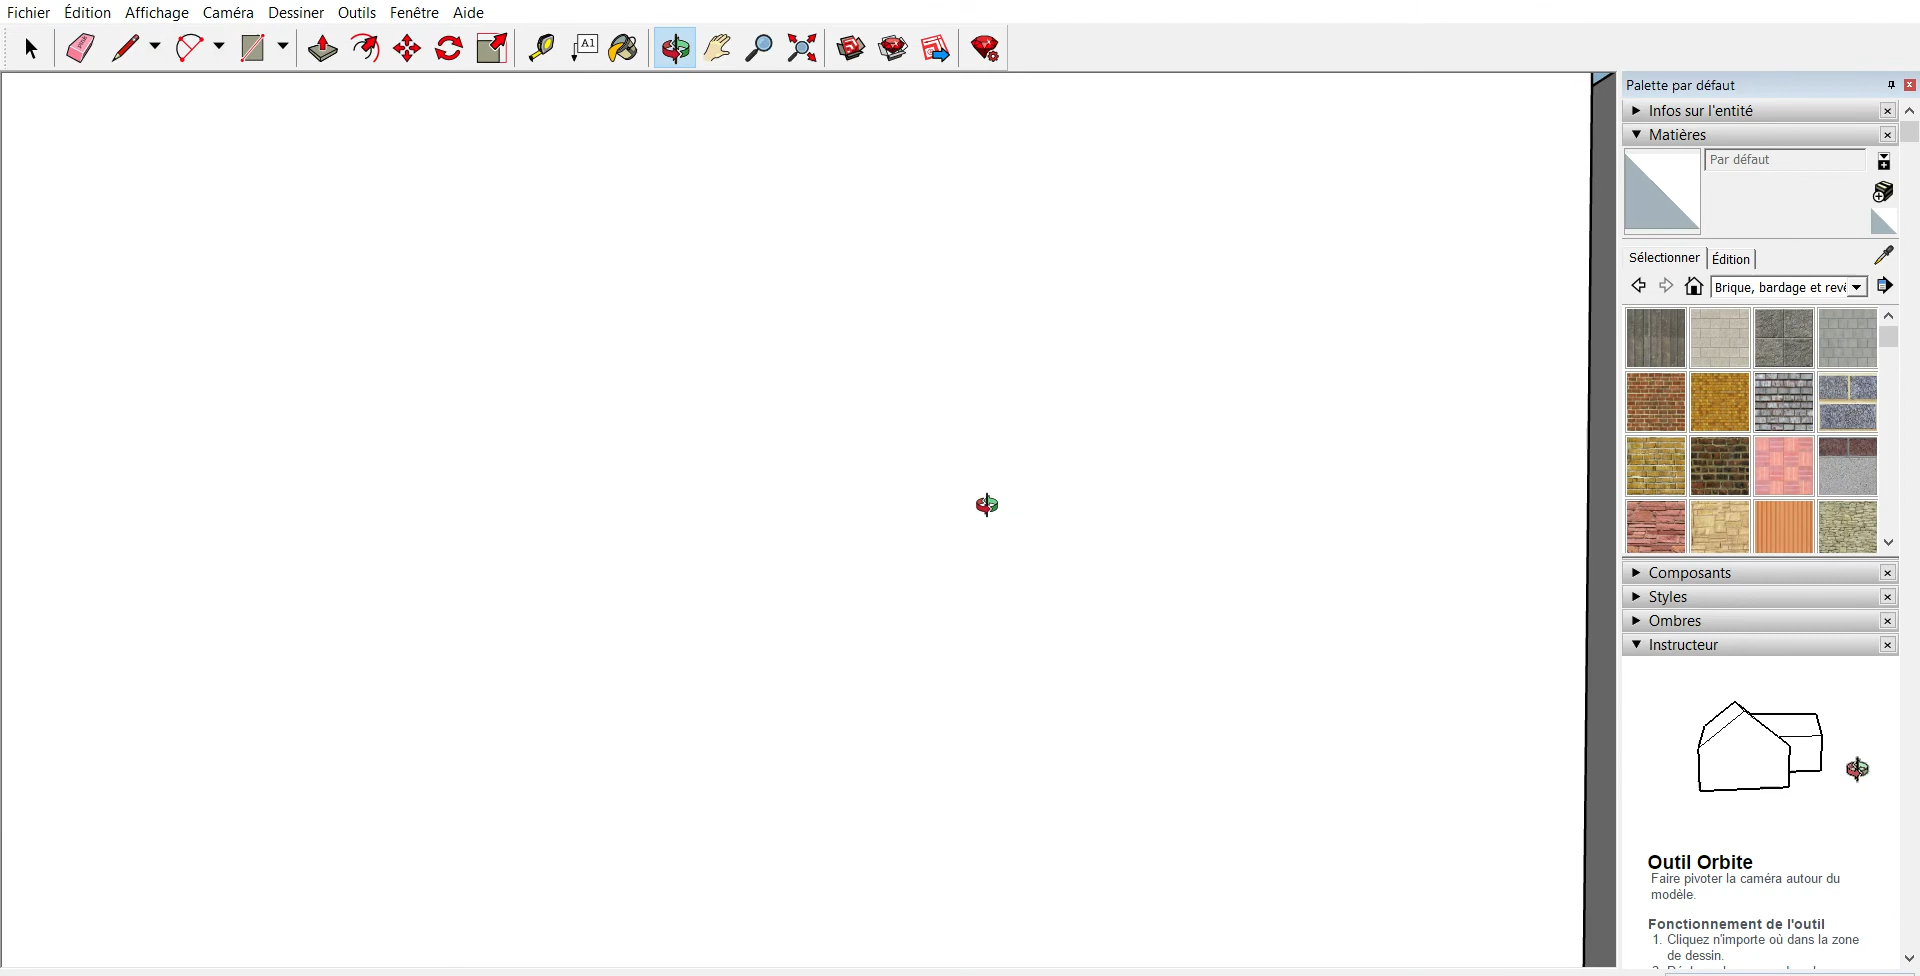 Fichier Édition Affichage Caméra Dessiner Outils Fenêtre Aide
A1
Palette par défaut
Infos sur l'entité
Matières
Par défaut
Sélectionner Édition
Brique, bardage et revê
Composants
Styles
Ombres
Instructeur
Outil Orbite
Faire pivoter la caméra autour du
modèle.
Fonctionnement de l'outil
1. Cliquez n'importe où dans la zone
de dessin.